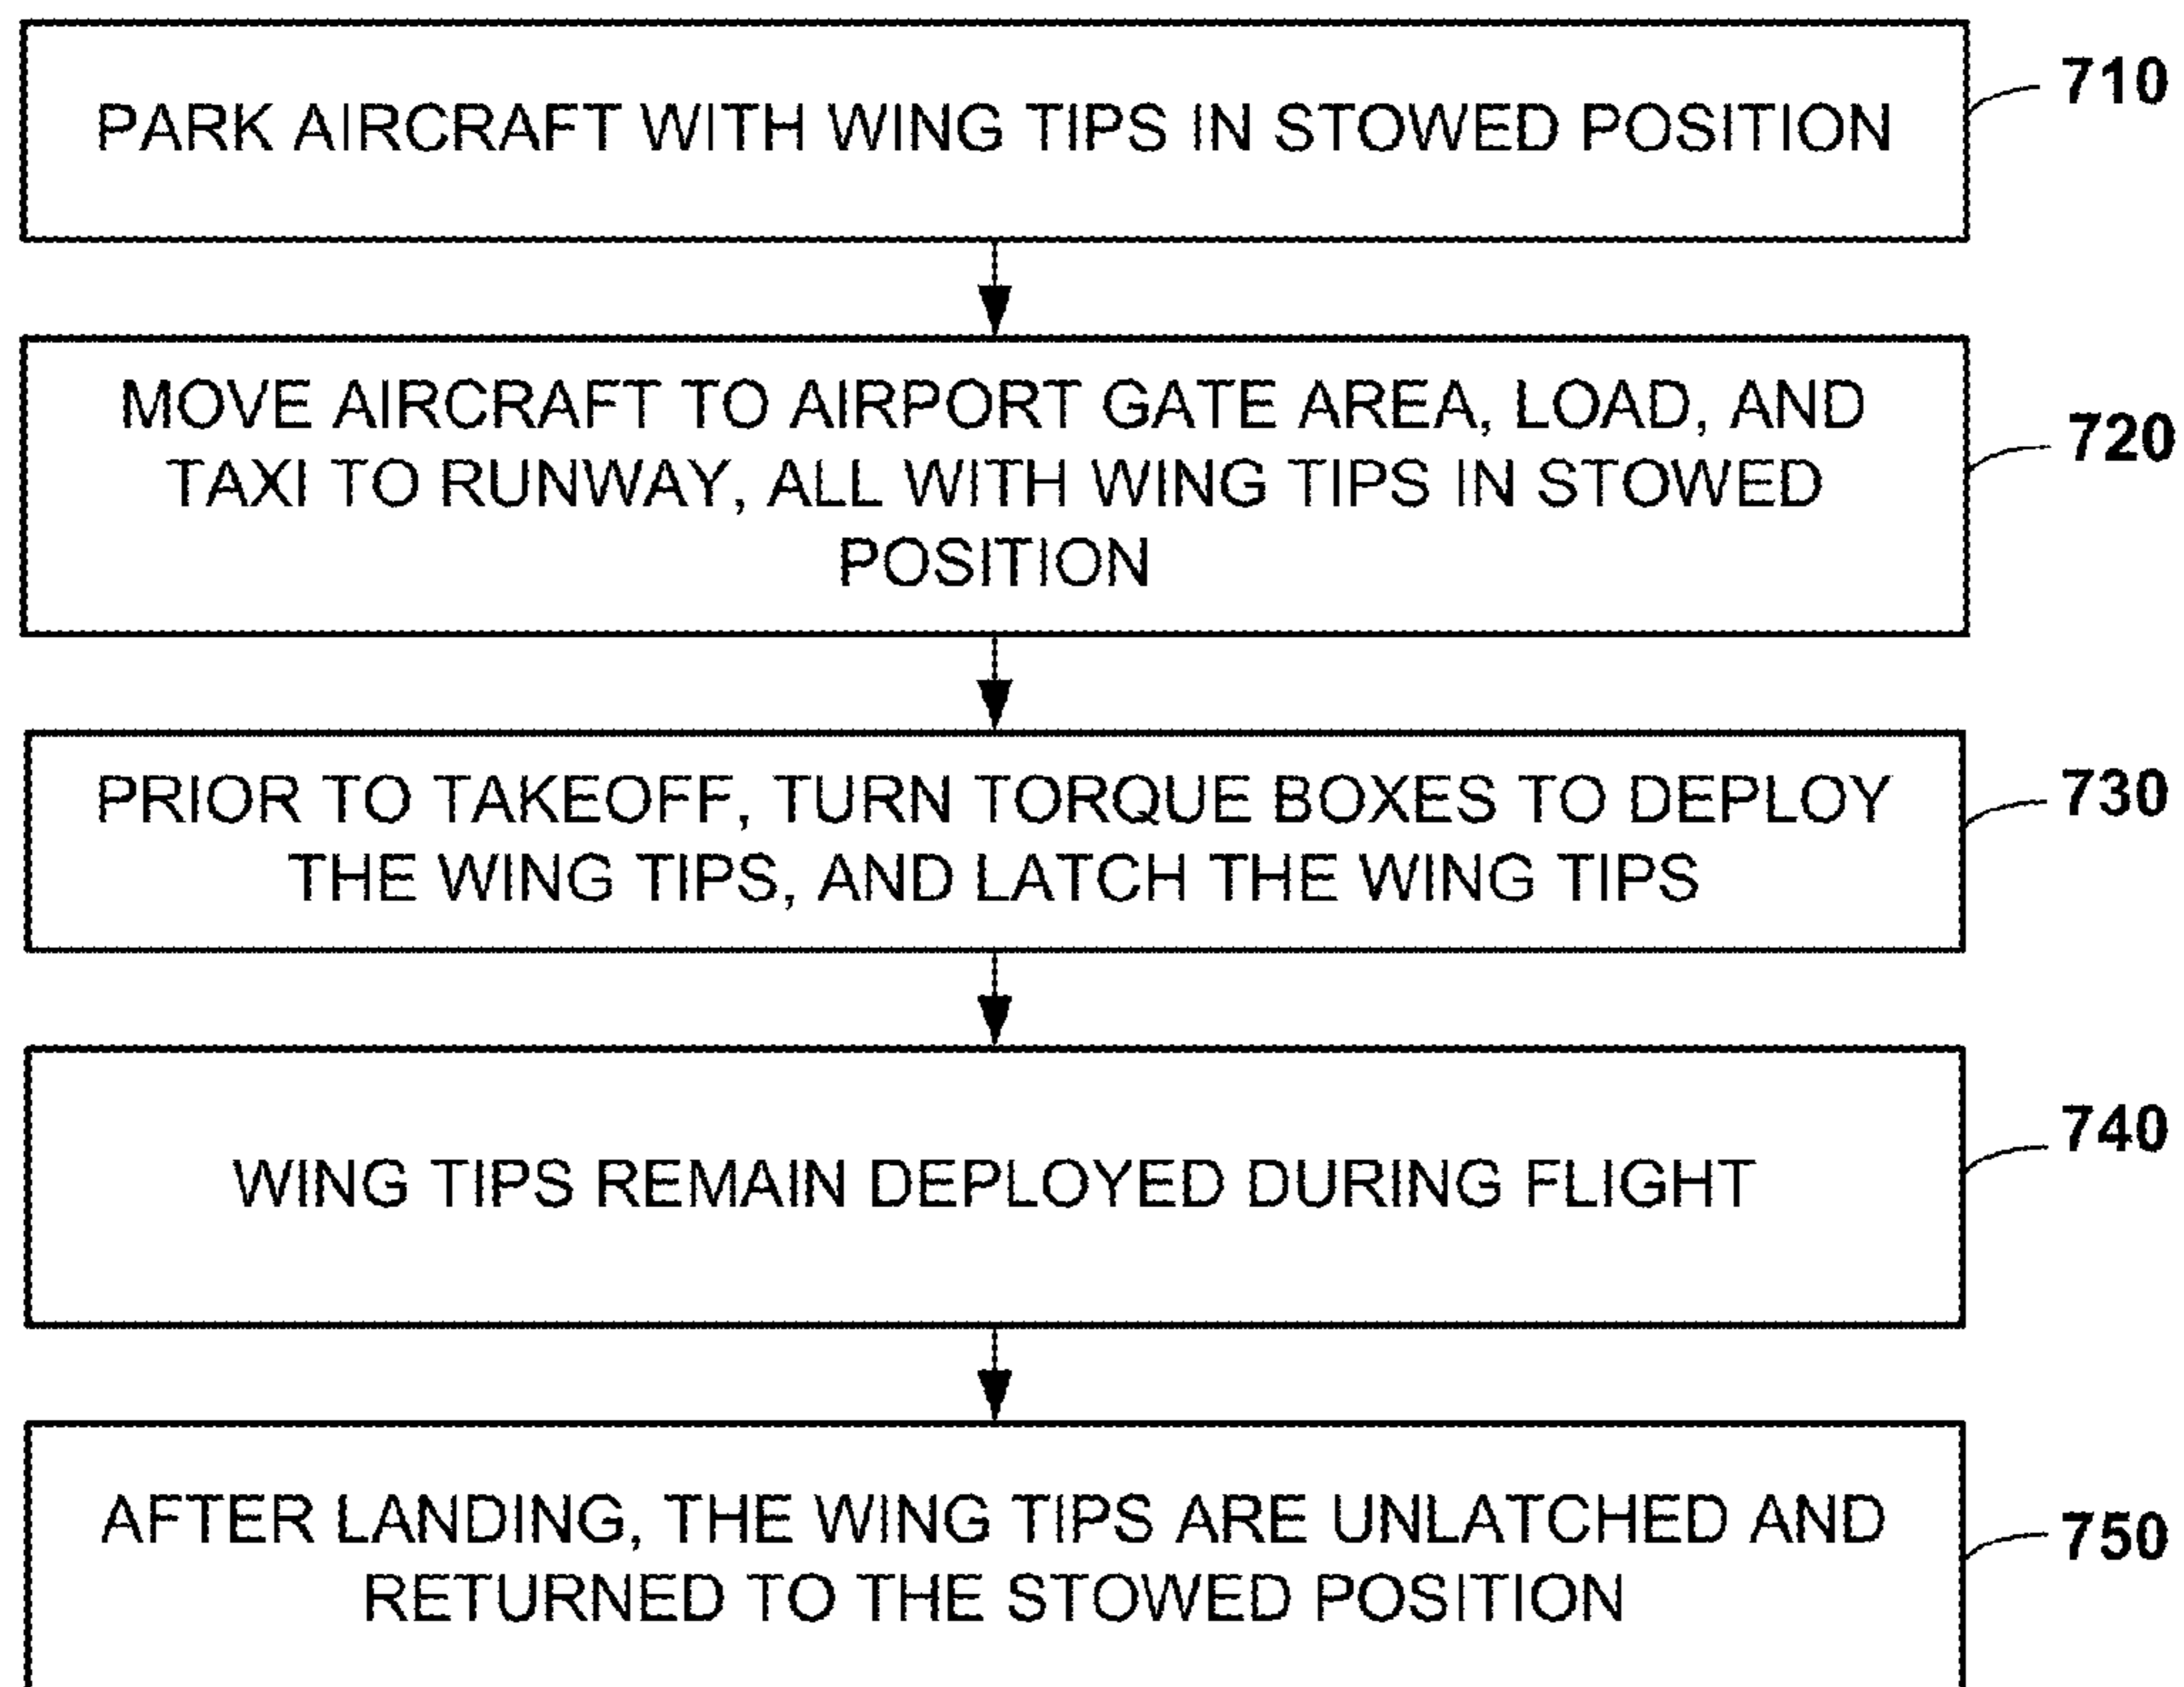 PARK AIRCRAFT WITH WING TIPS IN STOWED POSITION
710
MOVE AIRCRAFT TO AIRPORT GATE AREA, LOAD, AND
TAXI TO RUNWAY, ALL WITH WING TIPS IN STOWED
POSITION
720
PRIOR TO TAKEOFF, TURN TORQUE BOXES TO DEPLOY
THE WING TIPS, AND LATCH THE WING TIPS
730
WING TIPS REMAIN DEPLOYED DURING FLIGHT
740
AFTER LANDING, THE WING TIPS ARE UNLATCHED AND
RETURNED TO THE STOWED POSITION
750